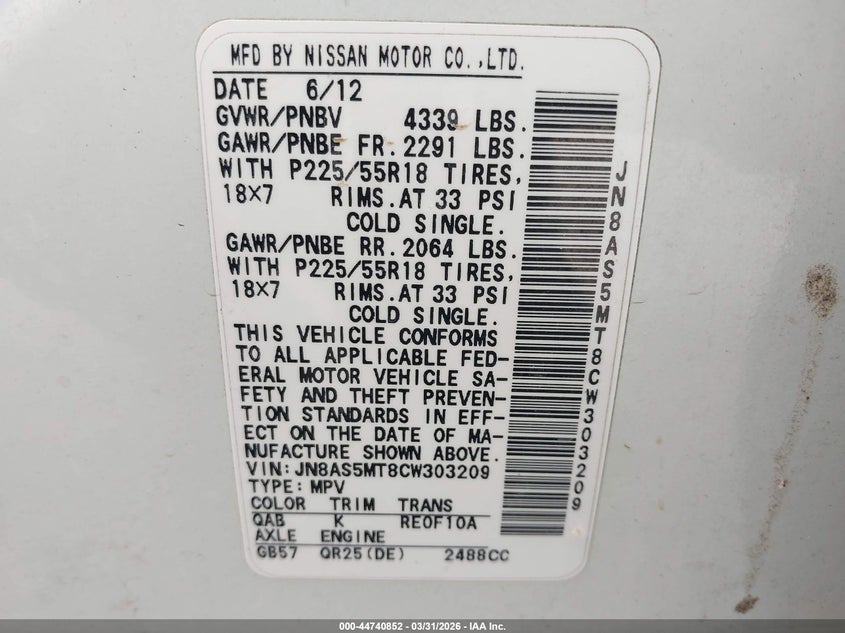 MFD BY NISSAN MOTOR CO.,LTD.
DATE 6/12
GVWR/PNBV 4339 LBS.
GAWR/PNBE FR.2291 LBS.
WITH P225/55R18 TIRES,
18X7 RIMS.AT 33 PSI
COLD SINGLE.
GAWR/PNBE RR.2064 LBS.
WITH P225/55R18 TIRES,
18X7 RIMS.AT 33 PSI
COLD SINGLE.
THIS VEHICLE CONFORMS
TO ALL APPLICABLE FED-
ERAL MOTOR VEHICLE SA-
FETY AND THEFT PREVEN-
TION STANDARDS IN EFF-
ECT ON THE DATE OF MA-
NUFACTURE SHOWN ABOVE.
VIN:JN8AS5MT8CW303209
TYPE:MPV
COLOR TRIM TRANS
QAB K RE0F10A
AXLE ENGINE
GB57 QR25(DE) 2488CC
JN8AS5MT8CW303209
000-44740852 — 03/31/2026 — IAA Inc.